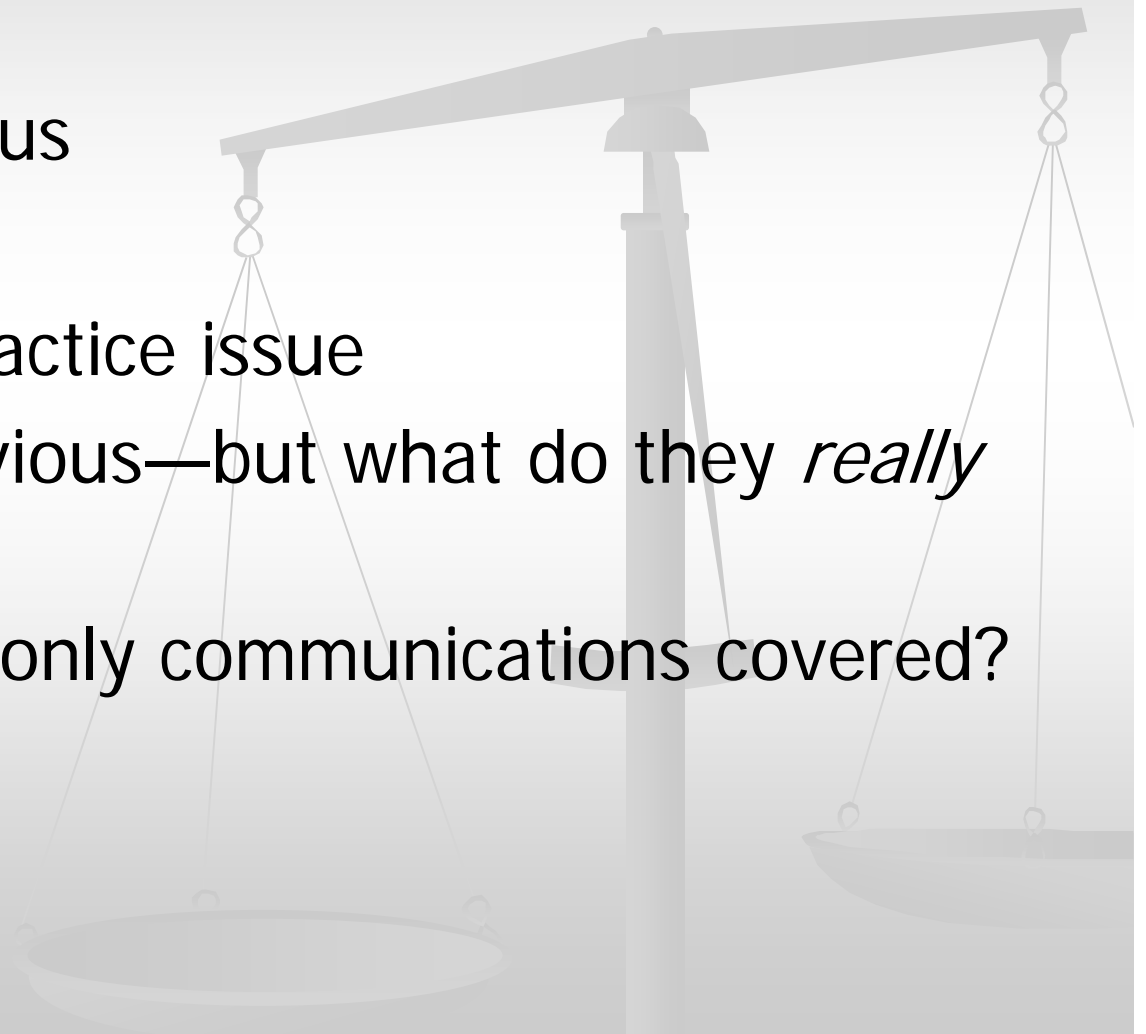 us
actice issue
vious—but what do they really
only communications covered?